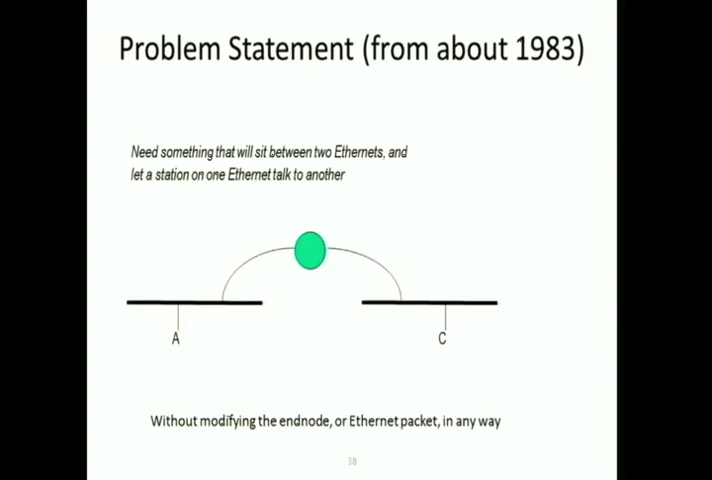 Problem Statement (from about 1983)
Need something that will sit between two Ethernets, and
let a station on one Ethernet talk to another
A
C
Without modifying the endnode, or Ethernet packet, in any way
38